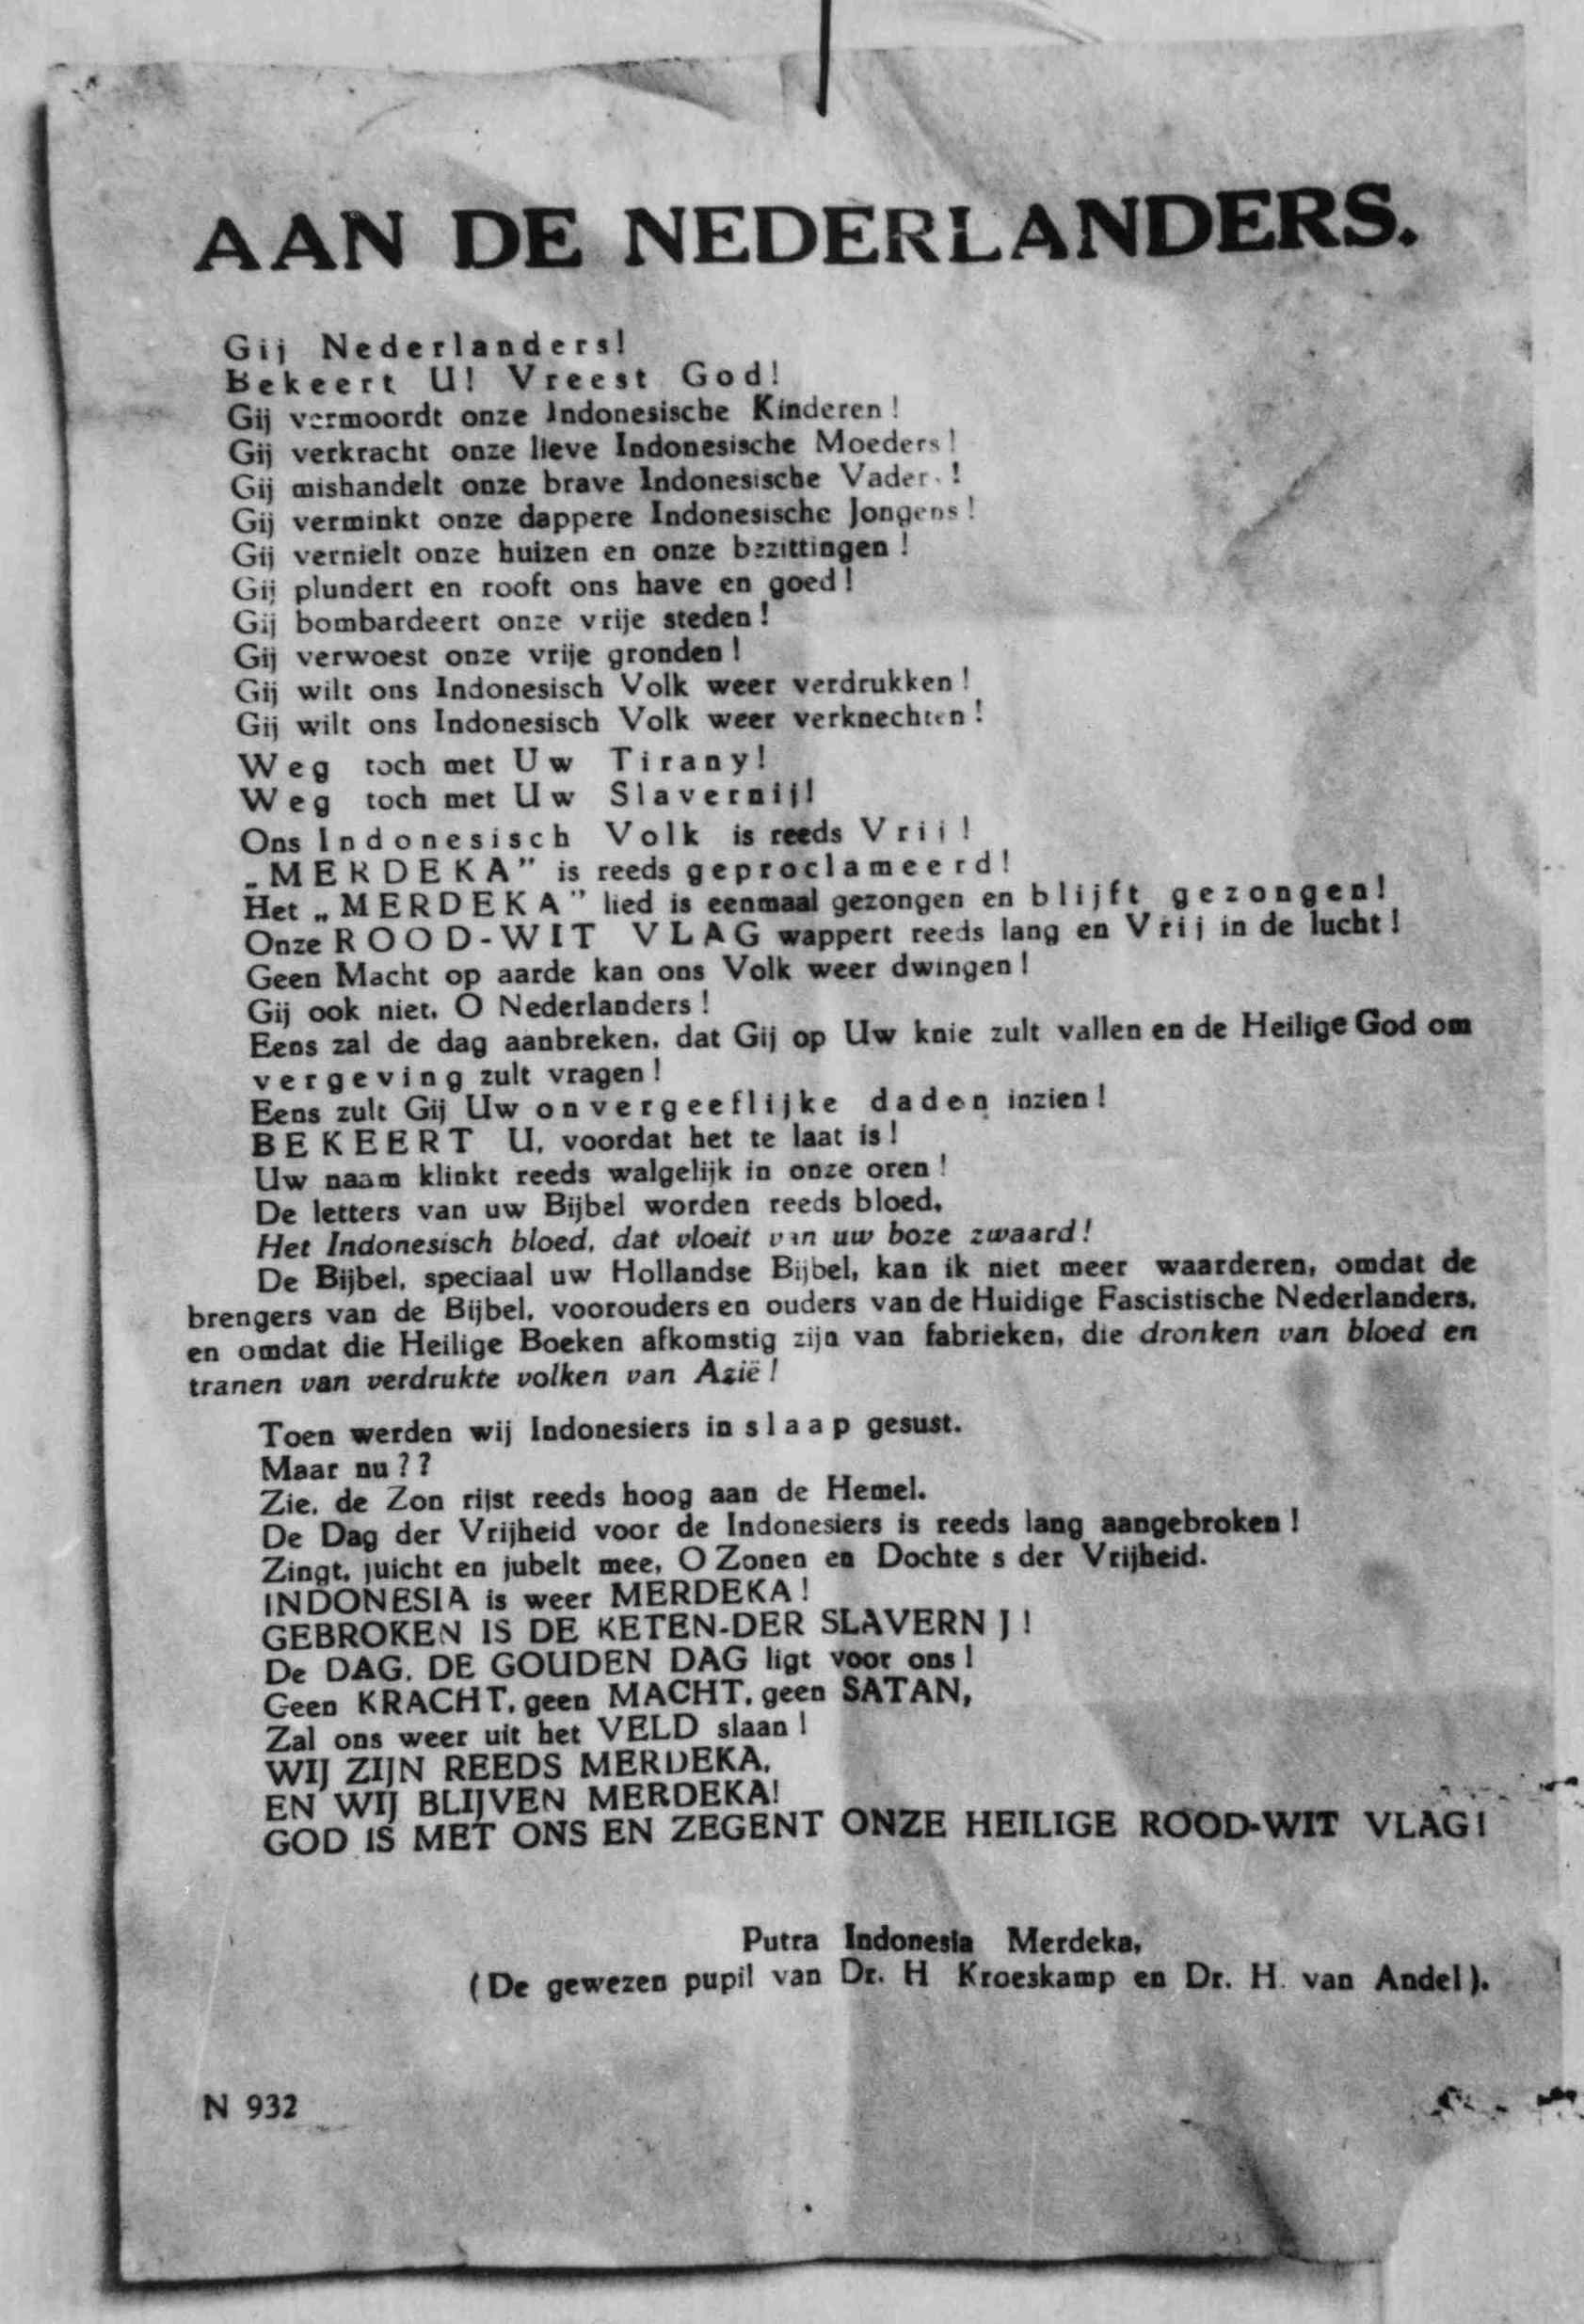 AAN DE NEDERLANDERS.
Gij Nederlanders!
Bekeert U! Vreest God!
Gij vermoordt onze Indonesische Kinderen!
Gij verkracht onze lieve Indonesische Moeders!
Gij mishandelt onze brave Indonesische Vader.!
Gij verminkt onze dappere Indonesische Jongens!
Gij vernielt onze huizen en onze bezittingen!
Gij plundert en rooft ons have en goed!
Gij bombardeert onze vrije steden!
Gij verwoest onze vrije gronden!
Gij wilt ons Indonesisch Volk weer verdrukken!
Gij wilt ons Indonesisch Volk weer verknechten!
Weg toch met Uw Tirany!
Weg toch met Uw Slavernij!
Ons Indonesisch Volk is reeds Vrij!
„MERDEKA" is reeds geproclameerd!
Het „MERDEKA" lied is eenmaal gezongen en blijft gezongen!
Onze ROOD-WIT VLAG wappert reeds lang en Vrij in de lucht!
Geen Macht op aarde kan ons Volk weer dwingen!
Gij ook niet, O Nederlanders!
Eens zal de dag aanbreken, dat Gij op Uw knie zult vallen en de Heilige God om
vergeving zult vragen!
Eens zult Gij Uw onvergeeflijke daden inzien!
BEKEERT U, voordat het te laat is!
Uw naam klinkt reeds walgelijk in onze oren!
De letters van uw Bijbel worden reeds bloed,
Het Indonesisch bloed, dat vloeit van uw boze zwaard!
De Bijbel, speciaal uw Hollandse Bijbel, kan ik niet meer waarderen, omdat de
brengers van de Bijbel, voorouders en ouders van de Huidige Fascistische Nederlanders,
en omdat die Heilige Boeken afkomstig zijn van fabrieken, die dronken van bloed en
tranen van verdrukte volken van Azië!
Toen werden wij Indonesiers in slaap gesust.
Maar nu??
Zie, de Zon rijst reeds hoog aan de Hemel.
De Dag der Vrijheid voor de Indonesiers is reeds lang aangebroken!
Zingt, juicht en jubelt mee, O Zonen en Dochte s der Vrijheid.
INDONESIA is weer MERDEKA!
GEBROKEN IS DE KETEN-DER SLAVERN J!
De DAG, DE GOUDEN DAG ligt voor ons!
Geen KRACHT, geen MACHT, geen SATAN,
Zal ons weer uit het VELD slaan!
WIJ ZIJN REEDS MERDEKA,
EN WIJ BLIJVEN MERDEKA!
GOD IS MET ONS EN ZEGENT ONZE HEILIGE ROOD-WIT VLAG!
Putra Indonesia Merdeka,
(De gewezen pupil van Dr. H Kroeskamp en Dr. H. van Andel).
N 932